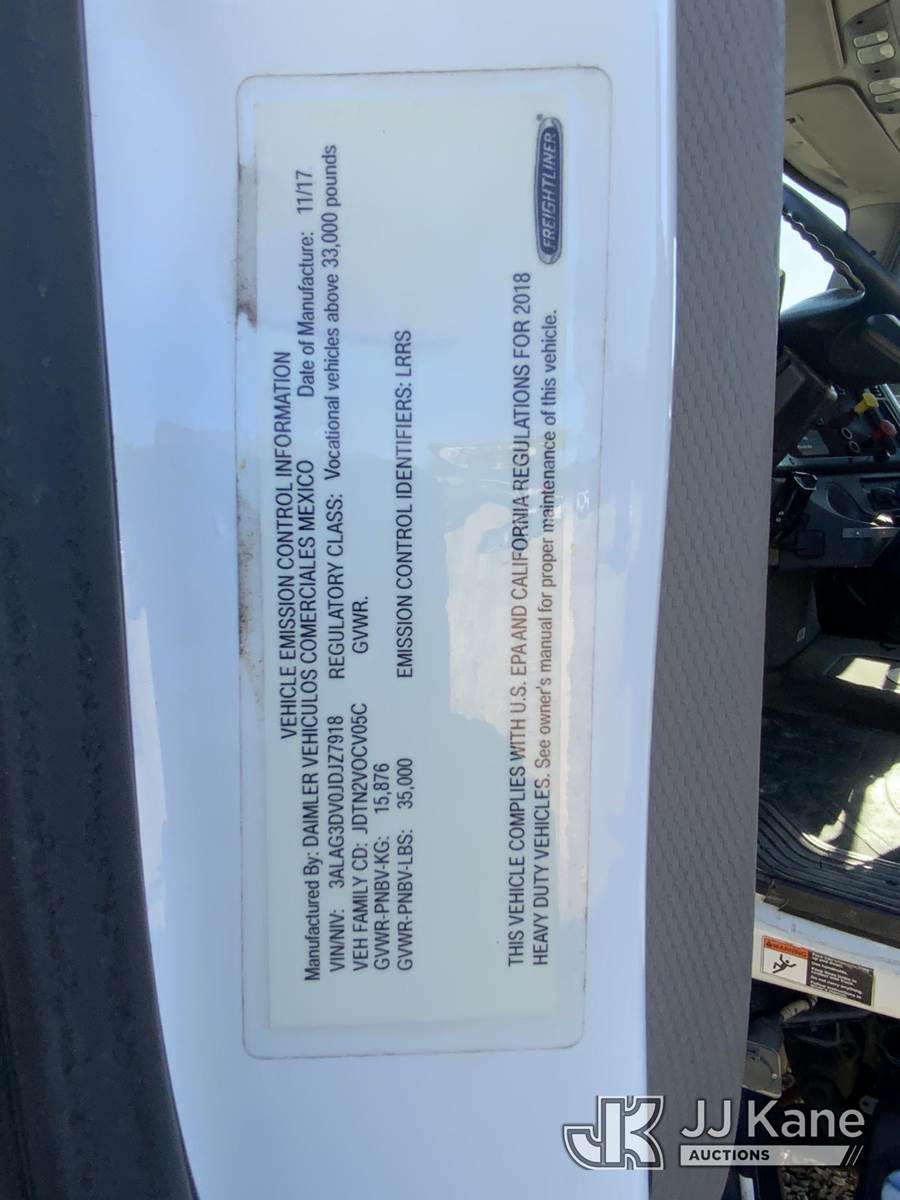 VEHICLE EMISSION CONTROL INFORMATION
Manufactured By: DAIMLER VEHICULOS COMERCIALES MEXICO Date of Manufacture: 11/17
VIN/NIV: 3ALAG3DV0JDJZ7918 REGULATORY CLASS: Vocational vehicles above 33,000 pounds
VEH FAMILY CD: JDTN2VOCV05C GVWR.
GVWR-PNBV-KG: 15,876
GVWR-PNBV-LBS: 35,000 EMISSION CONTROL IDENTIFIERS: LRRS
THIS VEHICLE COMPLIES WITH U.S. EPA AND CALIFORNIA REGULATIONS FOR 2018
HEAVY DUTY VEHICLES. See owner's manual for proper maintenance of this vehicle.
FREIGHTLINER®
WARNING
JK JJ Kane
AUCTIONS